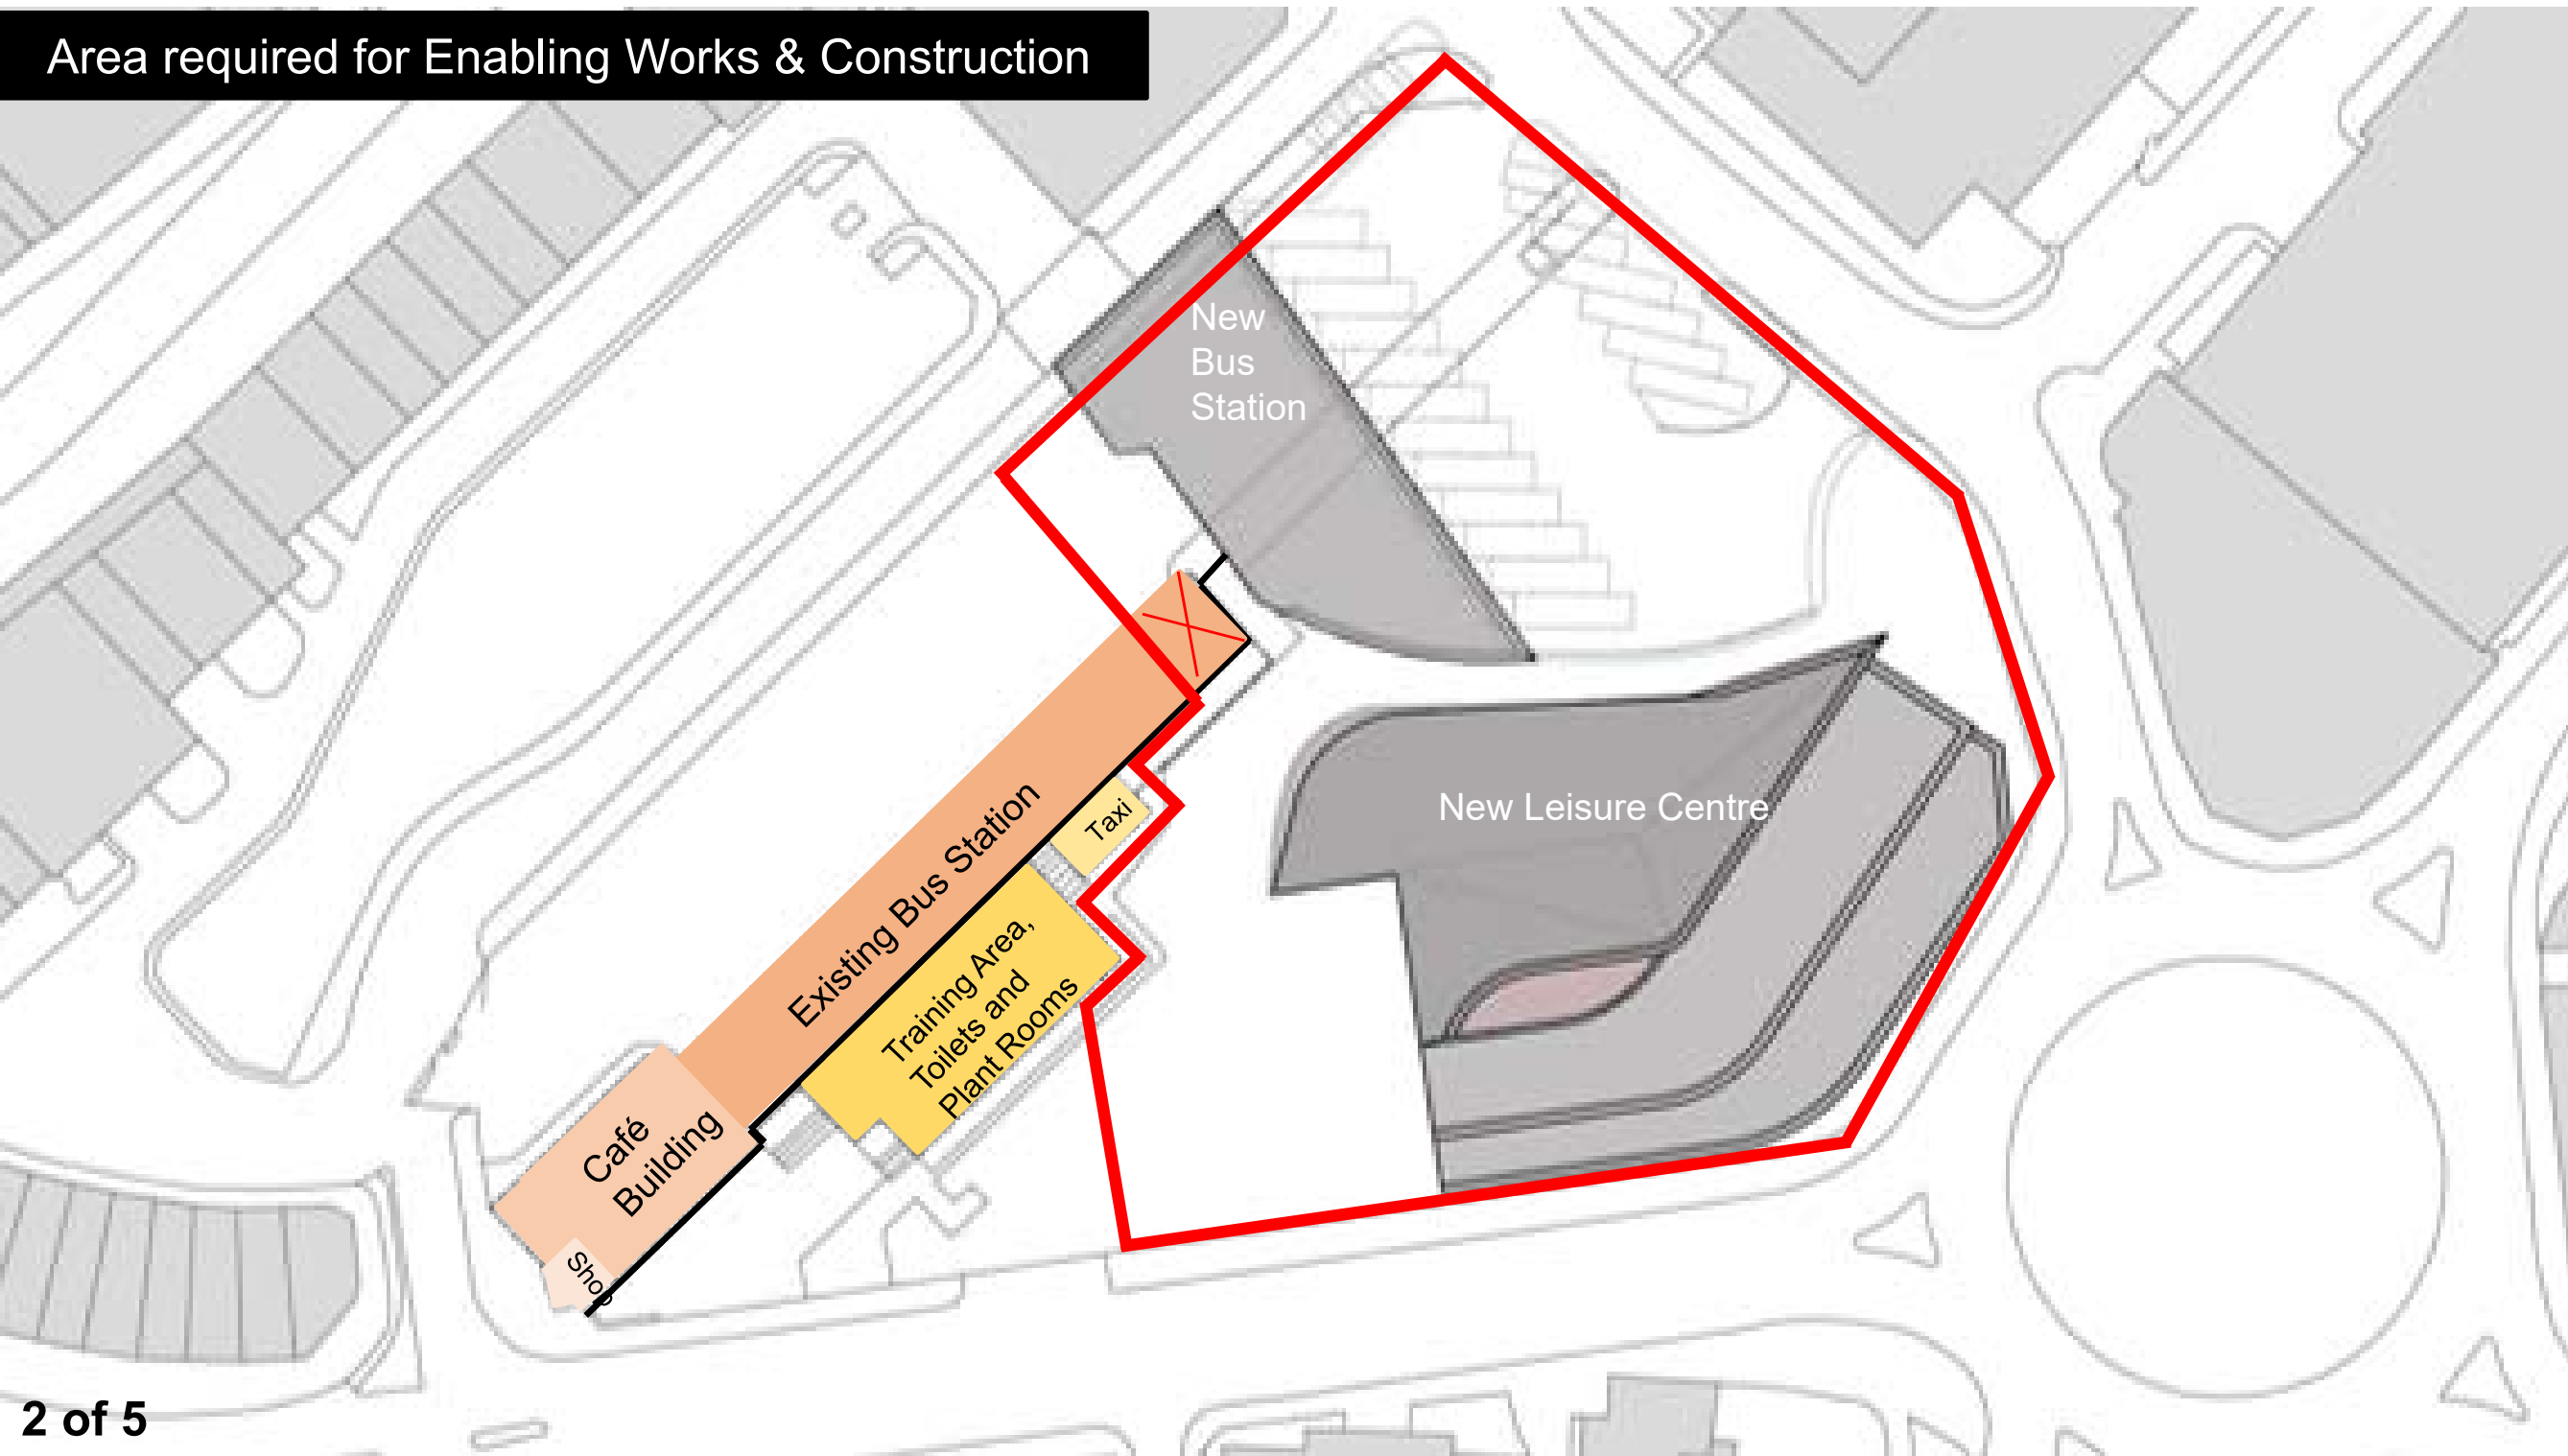 Area required for Enabling Works & Construction
New
Bus
Station
New Leisure Centre
Taxi
Existing Bus Station
Training Area,
Toilets and
Plant Rooms
Café
Building
Shop
2 of 5